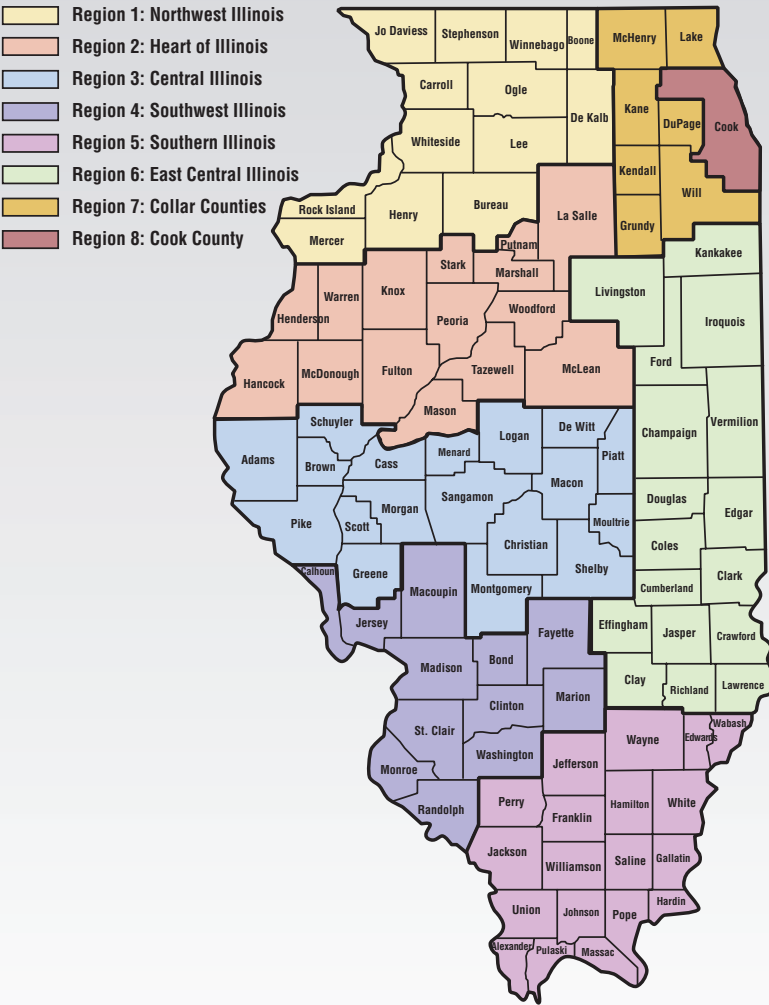 Region 1: Northwest Illinois
Region 2: Heart of Illinois
Region 3: Central Illinois
Region 4: Southwest Illinois
Region 5: Southern Illinois
Region 6: East Central Illinois
Region 7: Collar Counties
Region 8: Cook County
Jo Daviess
Stephenson
Winnebago
Boone
McHenry
Lake
Carroll
Ogle
De Kalb
Kane
DuPage
Cook
Whiteside
Lee
Kendall
Will
Rock Island
Henry
Bureau
La Salle
Grundy
Mercer
Putnam
Kankakee
Stark
Marshall
Livingston
Henderson
Warren
Knox
Peoria
Woodford
Iroquois
Ford
Hancock
McDonough
Fulton
Tazewell
McLean
Mason
Schuyler
Logan
De Witt
Champaign
Vermilion
Adams
Brown
Cass
Menard
Piatt
Macon
Pike
Scott
Morgan
Sangamon
Moultrie
Douglas
Edgar
Christian
Coles
Calhoun
Greene
Macoupin
Montgomery
Shelby
Cumberland
Clark
Jersey
Fayette
Effingham
Jasper
Crawford
Madison
Bond
Clay
Richland
Lawrence
Clinton
Marion
St. Clair
Washington
Jefferson
Wayne
Edwards
Wabash
Monroe
Randolph
Perry
Franklin
Hamilton
White
Jackson
Williamson
Saline
Gallatin
Union
Johnson
Pope
Hardin
Alexander
Pulaski
Massac